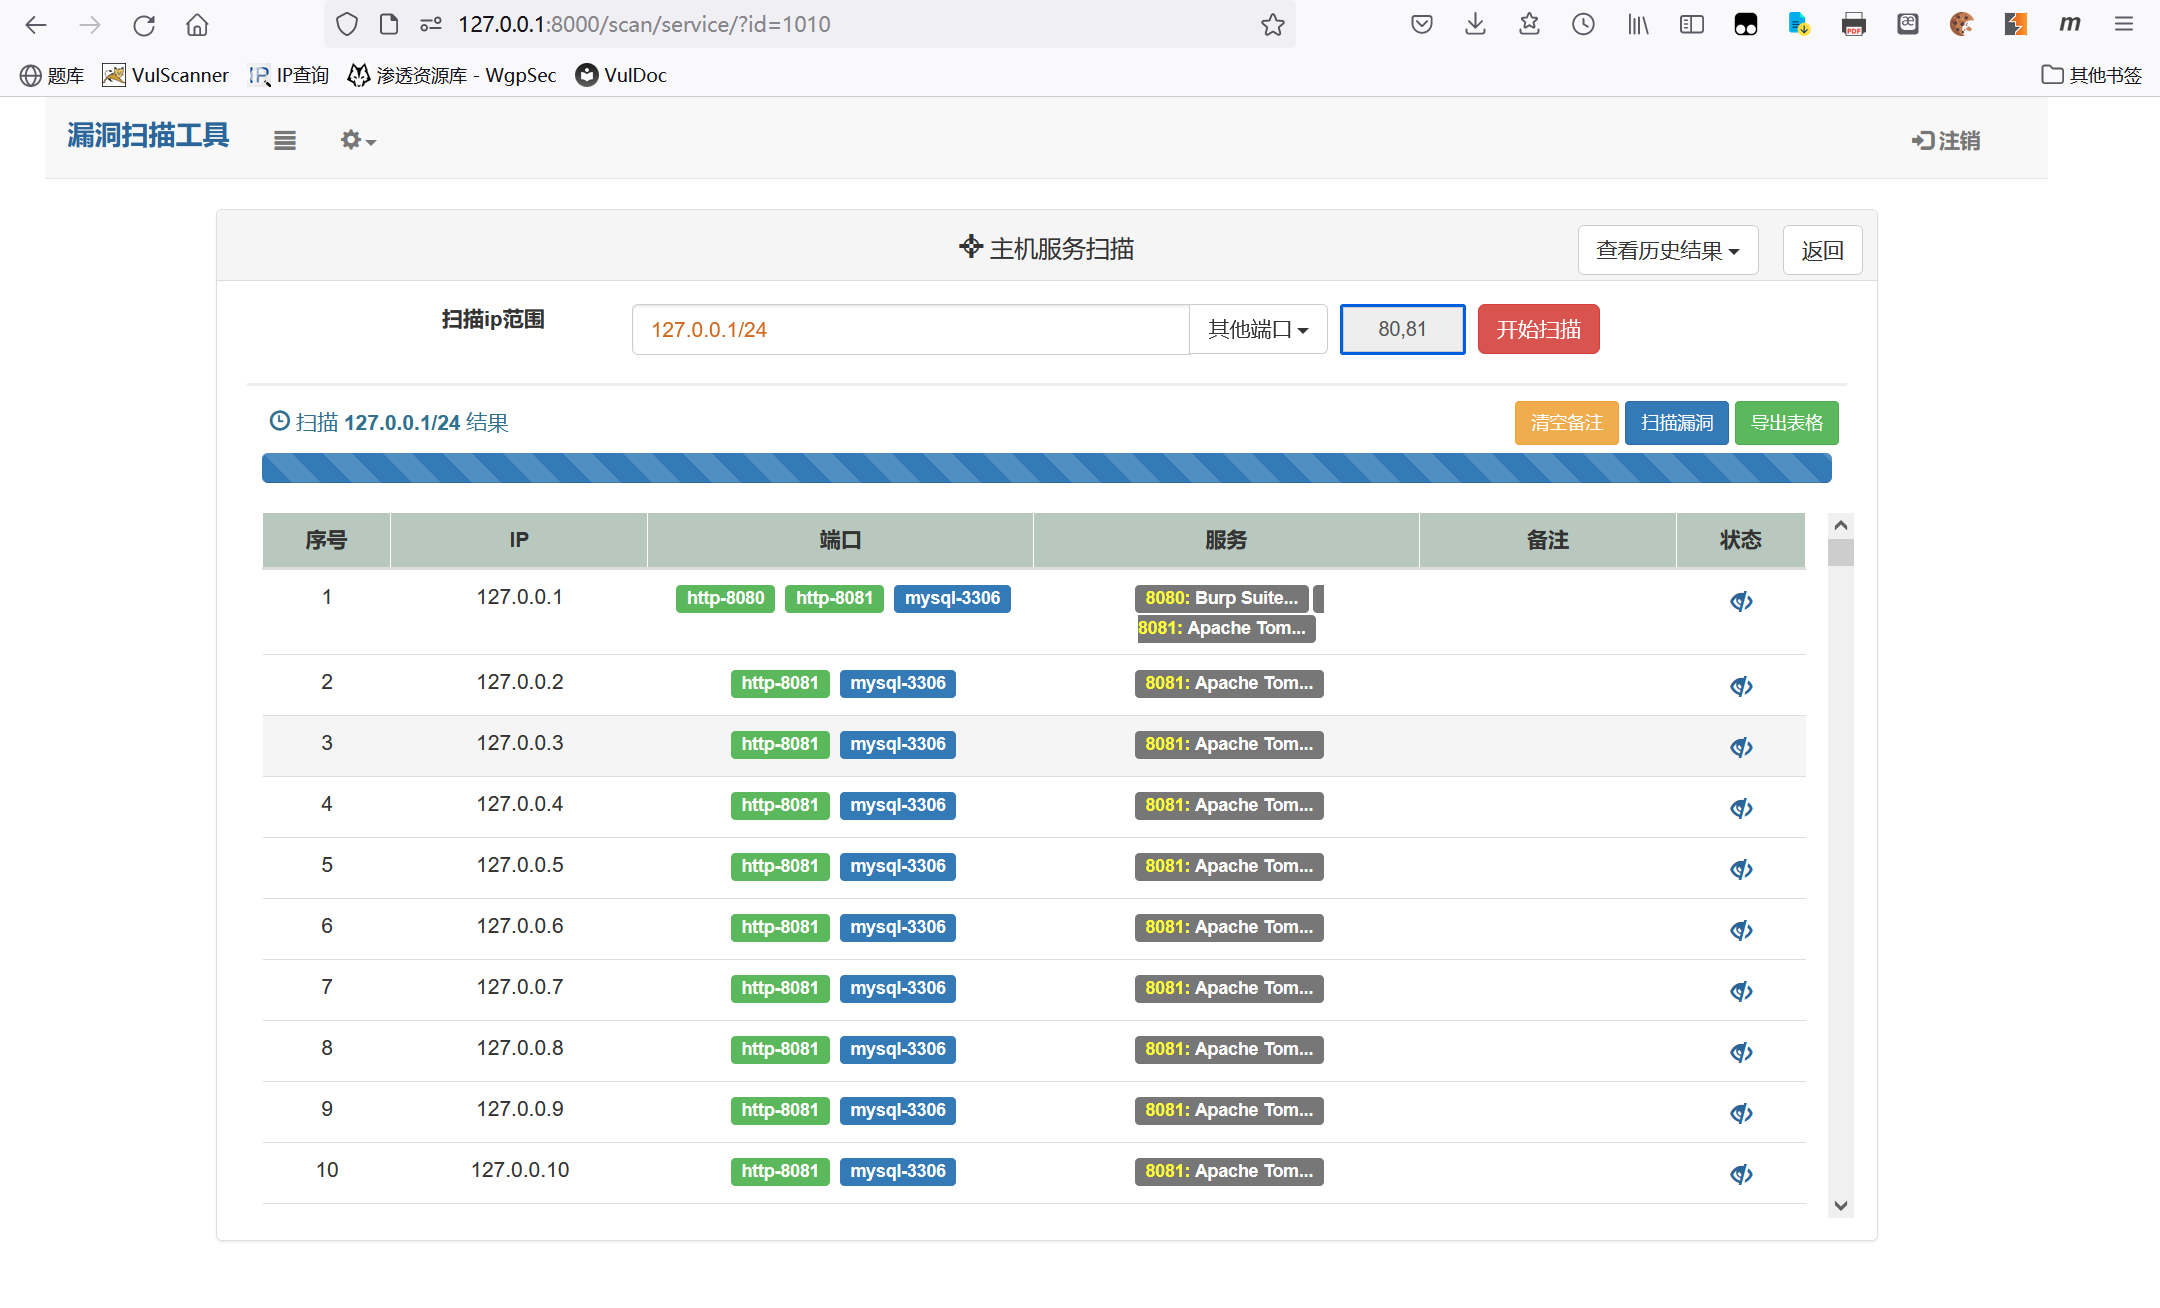 127.0.0.1:8000/scan/service/?id=1010
题库 VulScanner IP查询 渗透资源库 - WgpSec VulDoc 其他书签
漏洞扫描工具 注销
主机服务扫描 查看历史结果 返回
扫描ip范围 127.0.0.1/24 其他端口 80,81 开始扫描
扫描 127.0.0.1/24 结果 清空备注 扫描漏洞 导出表格
序号 IP 端口 服务 备注 状态
1 127.0.0.1 http-8080 http-8081 mysql-3306 8080: Burp Suite...
8081: Apache Tom...
2 127.0.0.2 http-8081 mysql-3306 8081: Apache Tom...
3 127.0.0.3 http-8081 mysql-3306 8081: Apache Tom...
4 127.0.0.4 http-8081 mysql-3306 8081: Apache Tom...
5 127.0.0.5 http-8081 mysql-3306 8081: Apache Tom...
6 127.0.0.6 http-8081 mysql-3306 8081: Apache Tom...
7 127.0.0.7 http-8081 mysql-3306 8081: Apache Tom...
8 127.0.0.8 http-8081 mysql-3306 8081: Apache Tom...
9 127.0.0.9 http-8081 mysql-3306 8081: Apache Tom...
10 127.0.0.10 http-8081 mysql-3306 8081: Apache Tom...